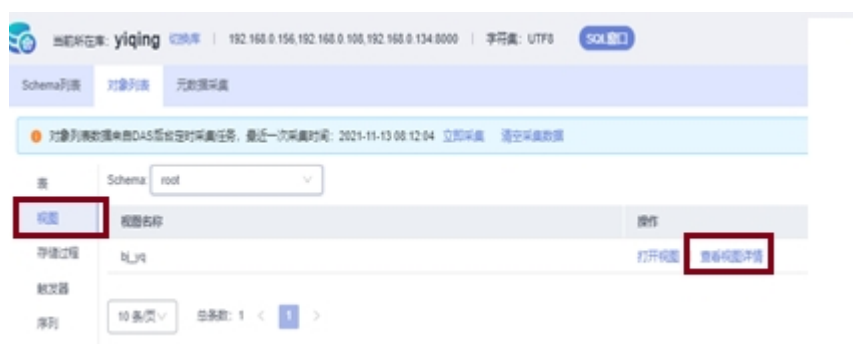 当前所在库: yiqing 切换库 | 192.168.0.156,192.168.0.108,192.168.0.134:8000 | 字符集: UTF8 SQL窗口
Schema列表 对象列表 元数据采集
对象列表数据来自DAS后台定时采集任务, 最近一次采集时间: 2021-11-13 08:12:04 立即采集 清空采集数据
表 Schema: root
视图 视图名称 操作
存储过程 bj_yq 打开视图 查看视图详情
触发器
序列 10 条/页 总条数: 1 < 1 >